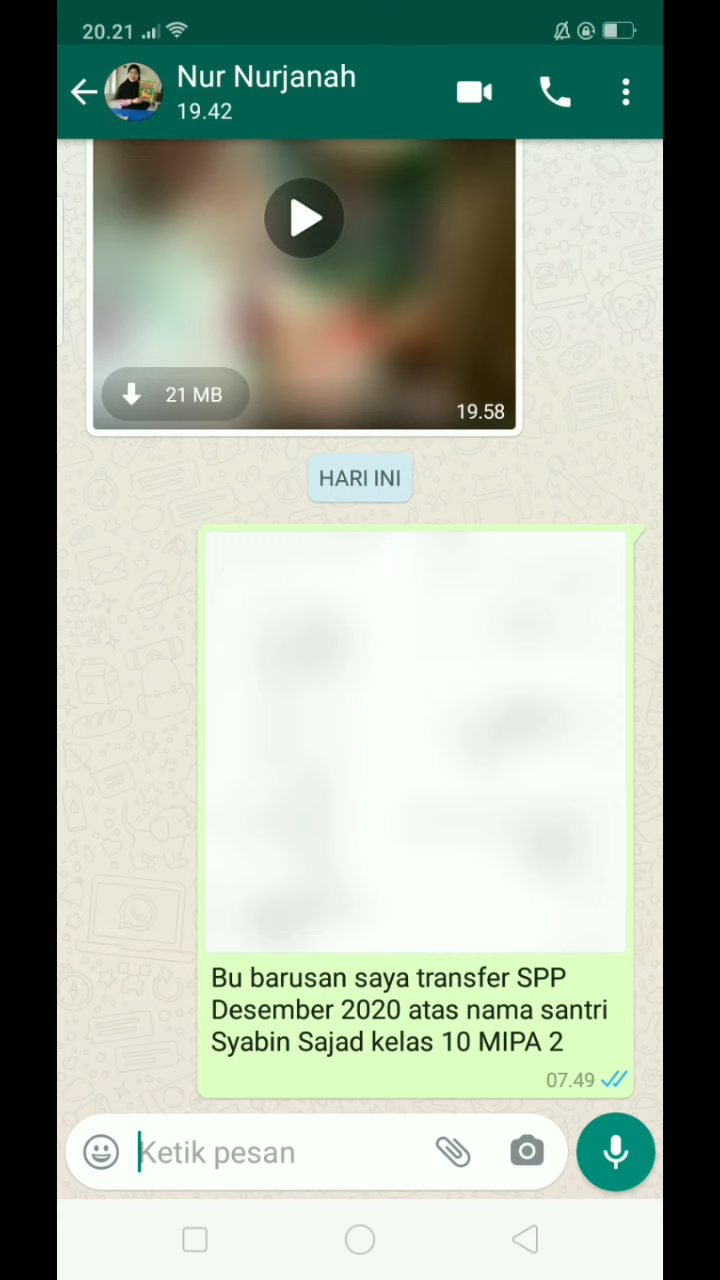 20.21
Nur Nurjanah
19.42
21 MB
19.58
HARI INI
Bu barusan saya transfer SPP
Desember 2020 atas nama santri
Syabin Sajad kelas 10 MIPA 2
07.49
Ketik pesan